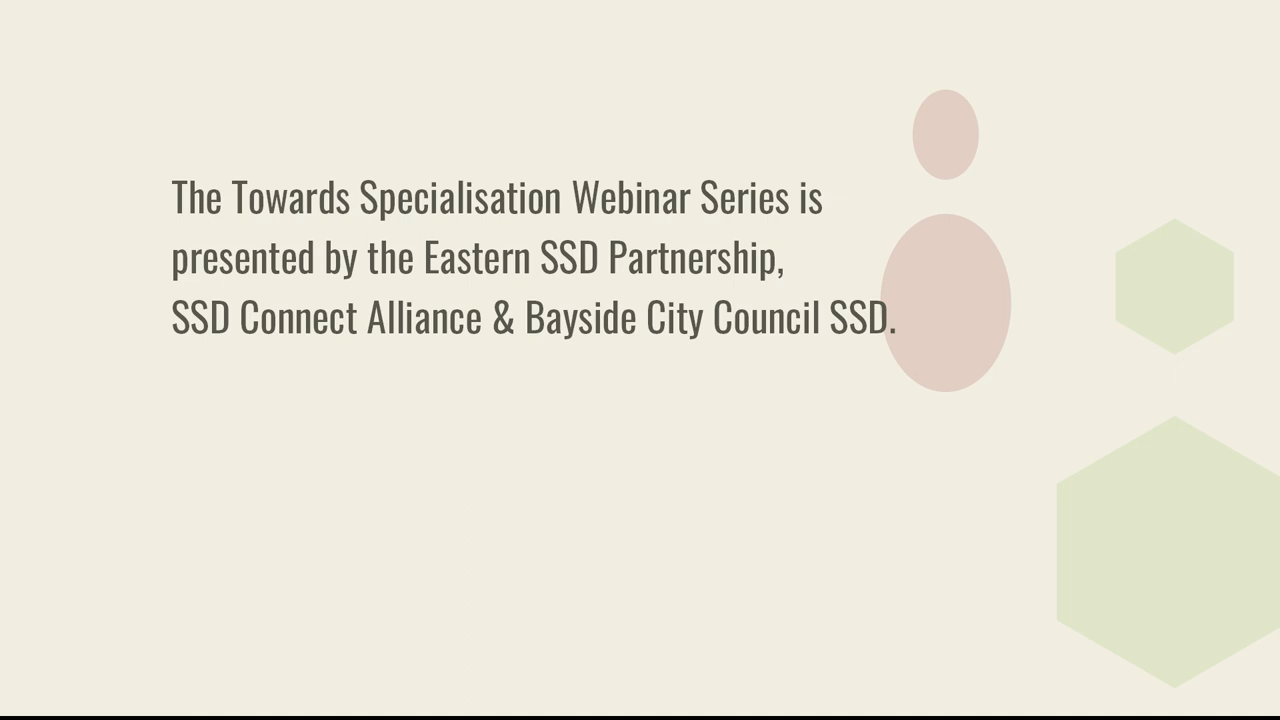 The Towards Specialisation Webinar Series is
presented by the Eastern SSD Partnership,
SSD Connect Alliance & Bayside City Council SSD.